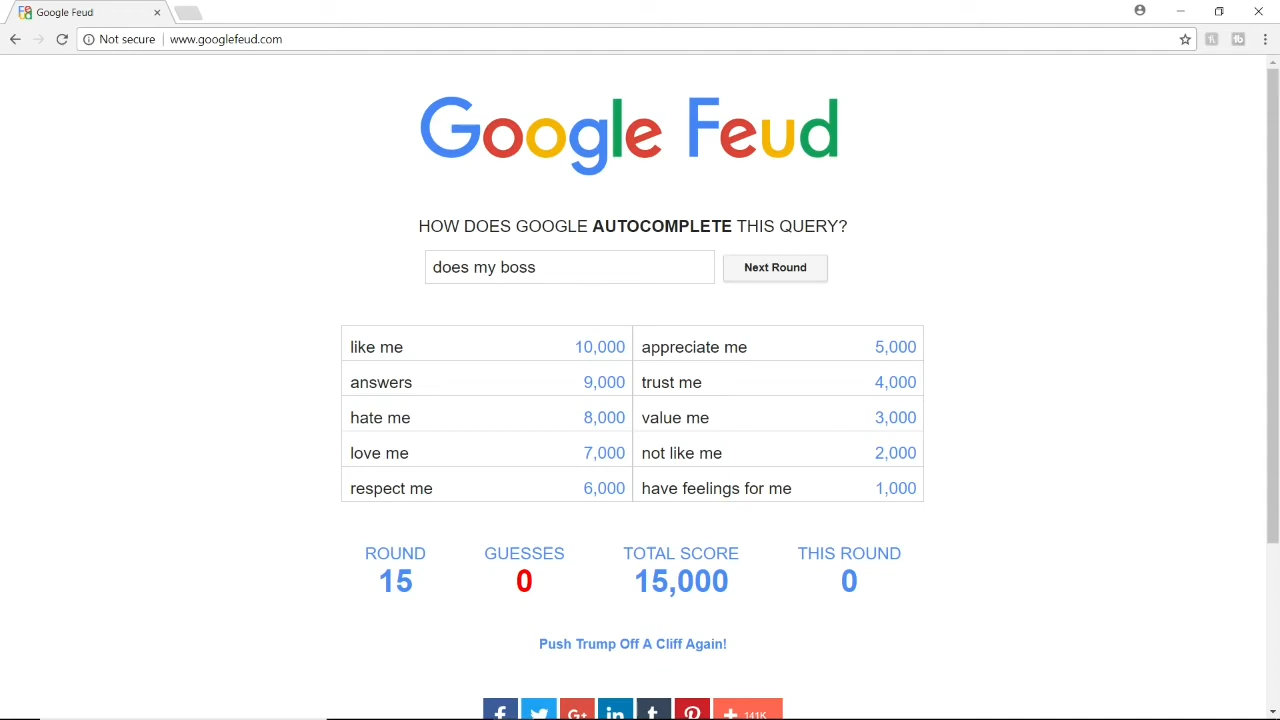 Google Feud
Not secure www.googlefeud.com
Google Feud
HOW DOES GOOGLE AUTOCOMPLETE THIS QUERY?
does my boss Next Round
like me 10,000 appreciate me 5,000
answers 9,000 trust me 4,000
hate me 8,000 value me 3,000
love me 7,000 not like me 2,000
respect me 6,000 have feelings for me 1,000
ROUND GUESSES TOTAL SCORE THIS ROUND
15 0 15,000 0
Push Trump Off A Cliff Again!
f G+ in t 141K